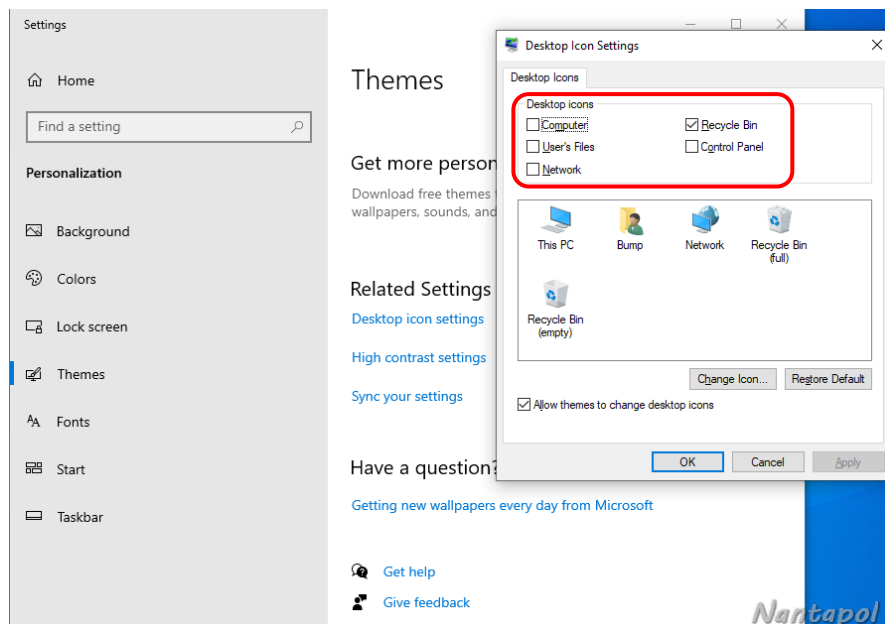 Settings
Home
Find a setting
Personalization
Background
Colors
Lock screen
Themes
Fonts
Start
Taskbar
Themes
Get more person
Download free themes
wallpapers, sounds, and
Related Settings
Desktop icon settings
High contrast settings
Sync your settings
Have a question?
Getting new wallpapers every day from Microsoft
Get help
Give feedback
Desktop Icon Settings
Desktop Icons
Desktop icons
Computer
Recycle Bin
User's Files
Control Panel
Network
This PC
Bump
Network
Recycle Bin
(full)
Recycle Bin
(empty)
Change Icon...
Restore Default
Allow themes to change desktop icons
OK
Cancel
Apply
Nantapol